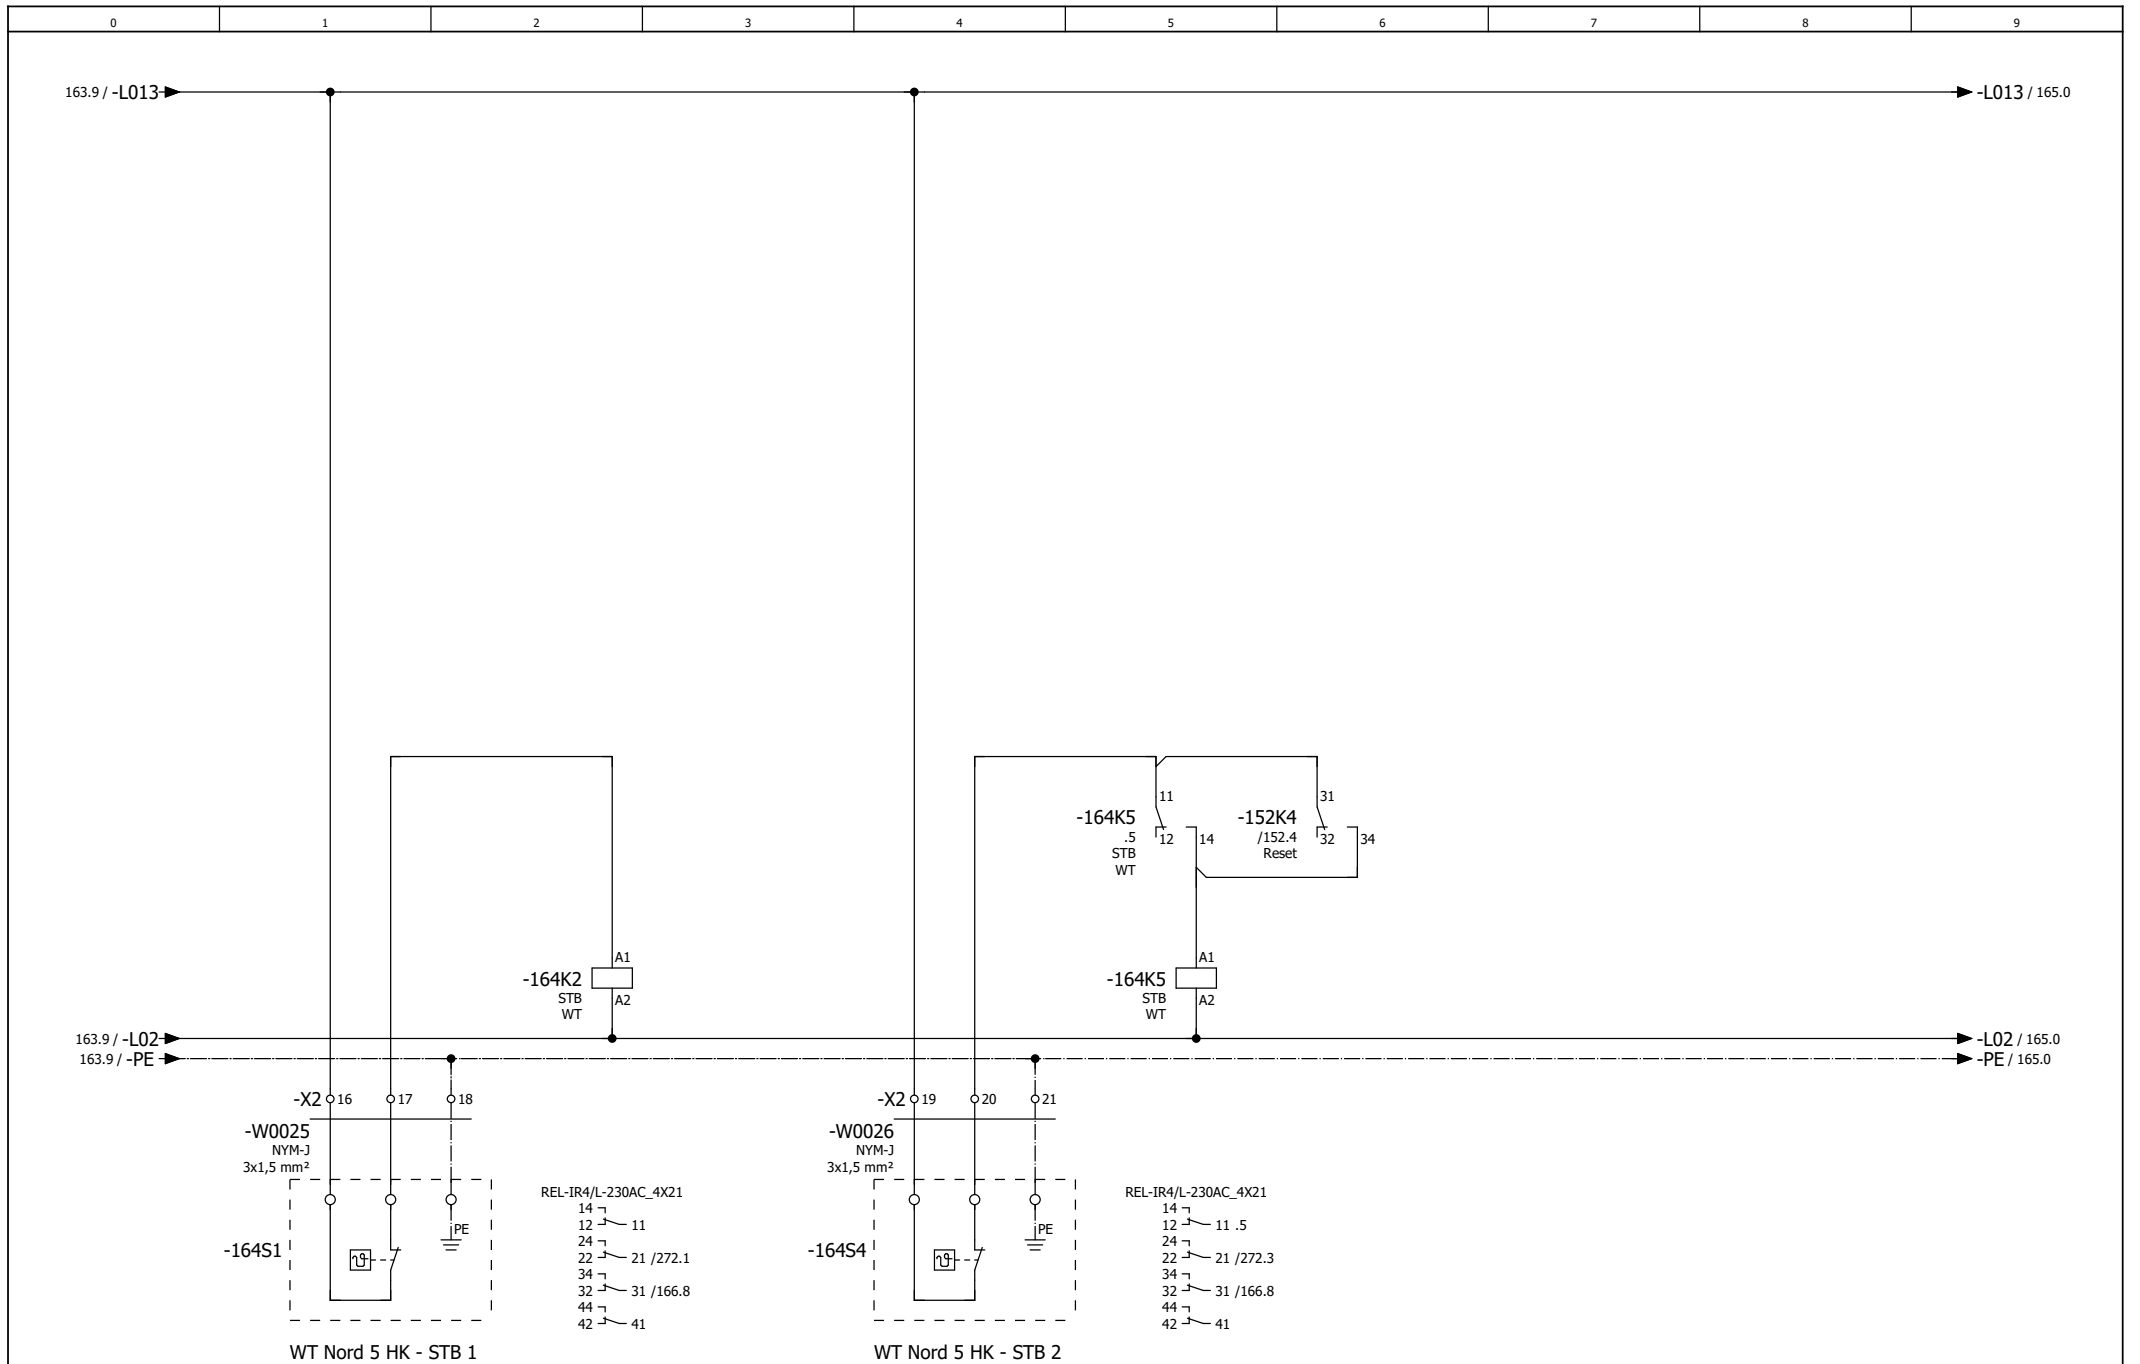 0 1 2 3 4 5 6 7 8 9
163.9 / -L013
-L013 / 165.0
11
-164K5
.5
STB
WT
12
14
31
-152K4
/152.4
Reset
32
34
A1
-164K2
STB
WT
A2
A1
-164K5
STB
WT
A2
163.9 / -L02
-L02 / 165.0
163.9 / -PE
-PE / 165.0
-X2 16 17 18
-W0025
NYM-J
3x1,5 mm²
PE
-164S1
REL-IR4/L-230AC_4X21
14
12 11
24
22 21 /272.1
34
32 31 /166.8
44
42 41
WT Nord 5 HK - STB 1
-X2 19 20 21
-W0026
NYM-J
3x1,5 mm²
PE
-164S4
REL-IR4/L-230AC_4X21
14
12 11 .5
24
22 21 /272.3
34
32 31 /166.8
44
42 41
WT Nord 5 HK - STB 2